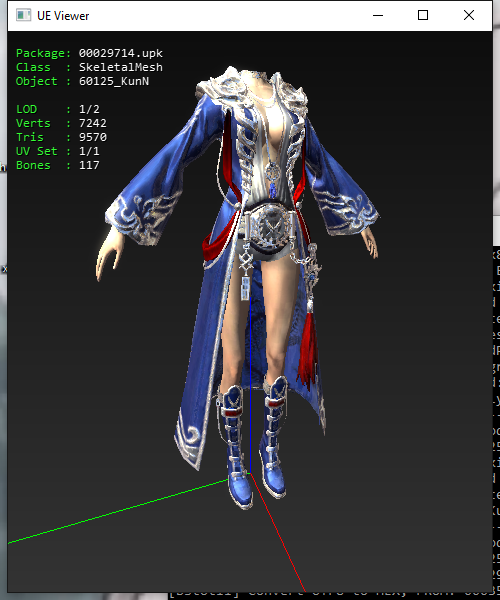 UE Viewer
Package: 00029714.upk
Class : SkeletalMesh
Object : 60125_KunN
LOD : 1/2
Verts : 7242
Tris : 9570
UV Set : 1/1
Bones : 117